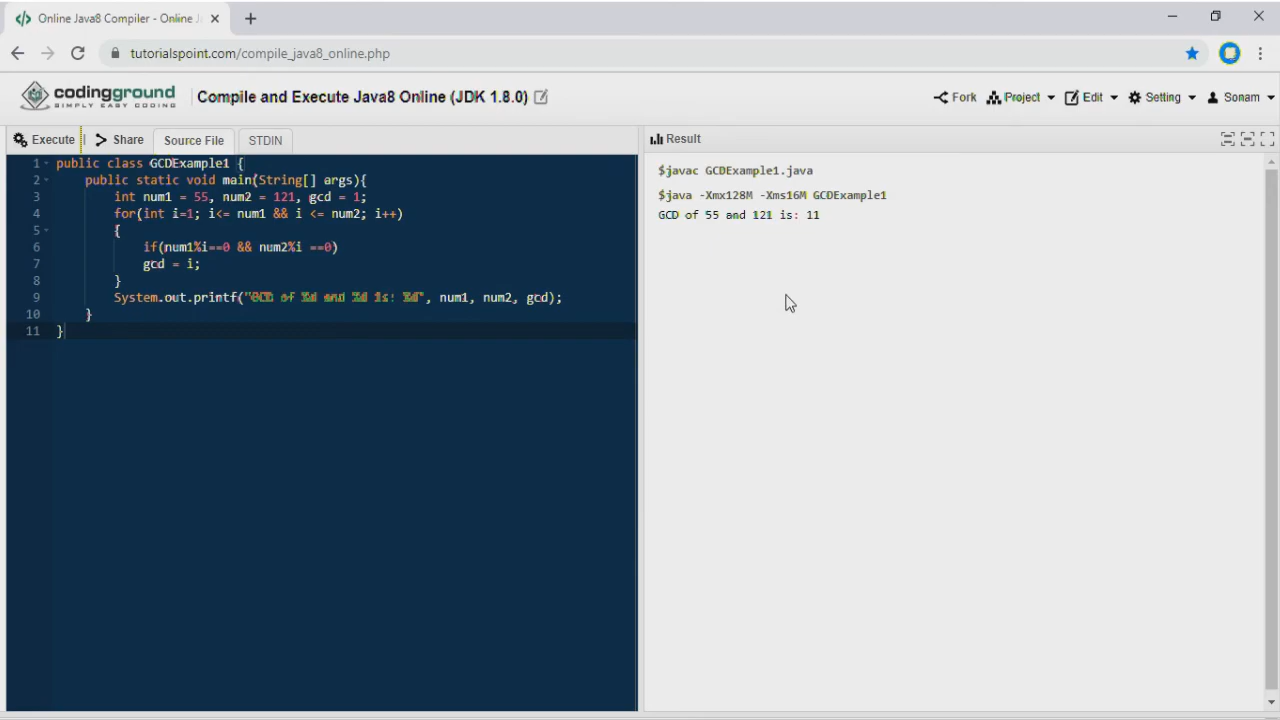 Online Java8 Compiler - Online J
tutorialspoint.com/compile_java8_online.php
codingground
SIMPLY EASY CODING
Compile and Execute Java8 Online (JDK 1.8.0)
Fork Project Edit Setting Sonam
Execute | Share Source File STDIN
Result
1 public class GCDExample1 {
2 public static void main(String[] args){
3 int num1 = 55, num2 = 121, gcd = 1;
4 for(int i=1; i<= num1 && i <= num2; i++)
5 {
6 if(num1%i==0 && num2%i ==0)
7 gcd = i;
8 }
9 System.out.printf("GCD of %d and %d is: %d", num1, num2, gcd);
10 }
11 }
$javac GCDExample1.java
$java -Xmx128M -Xms16M GCDExample1
GCD of 55 and 121 is: 11